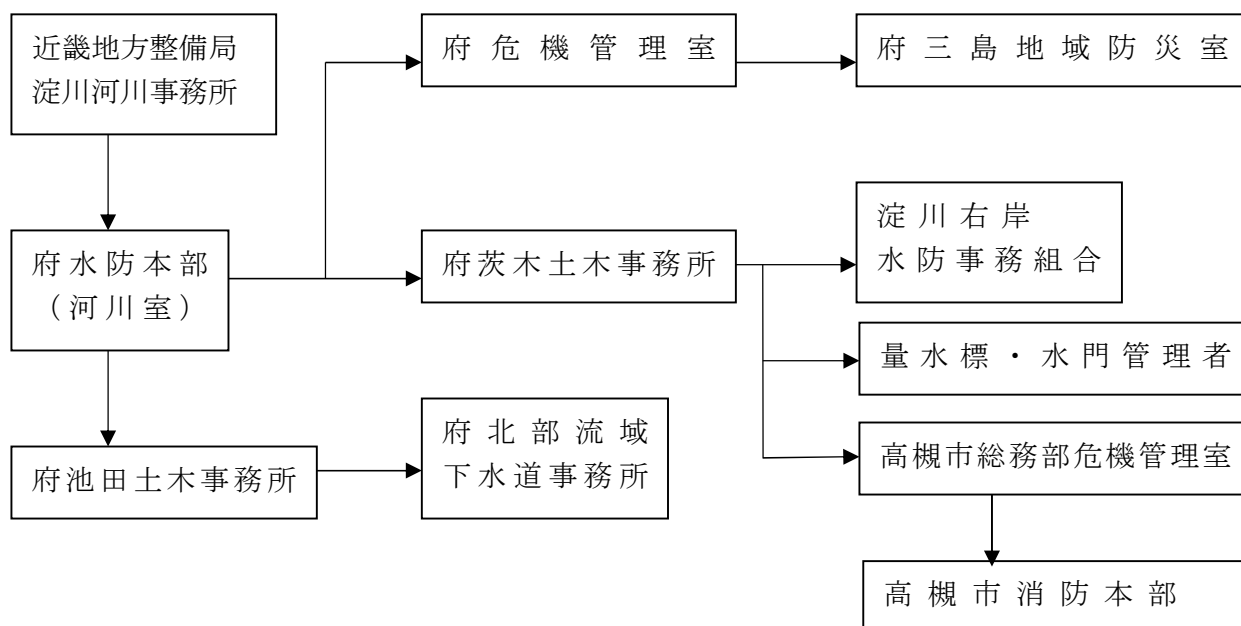 近畿地方整備局
淀川河川事務所
府危機管理室
府三島地域防災室
府水防本部
（河川室）
府茨木土木事務所
淀川右岸
水防事務組合
量水標・水門管理者
高槻市総務部危機管理室
府池田土木事務所
府北部流域
下水道事務所
高槻市消防本部